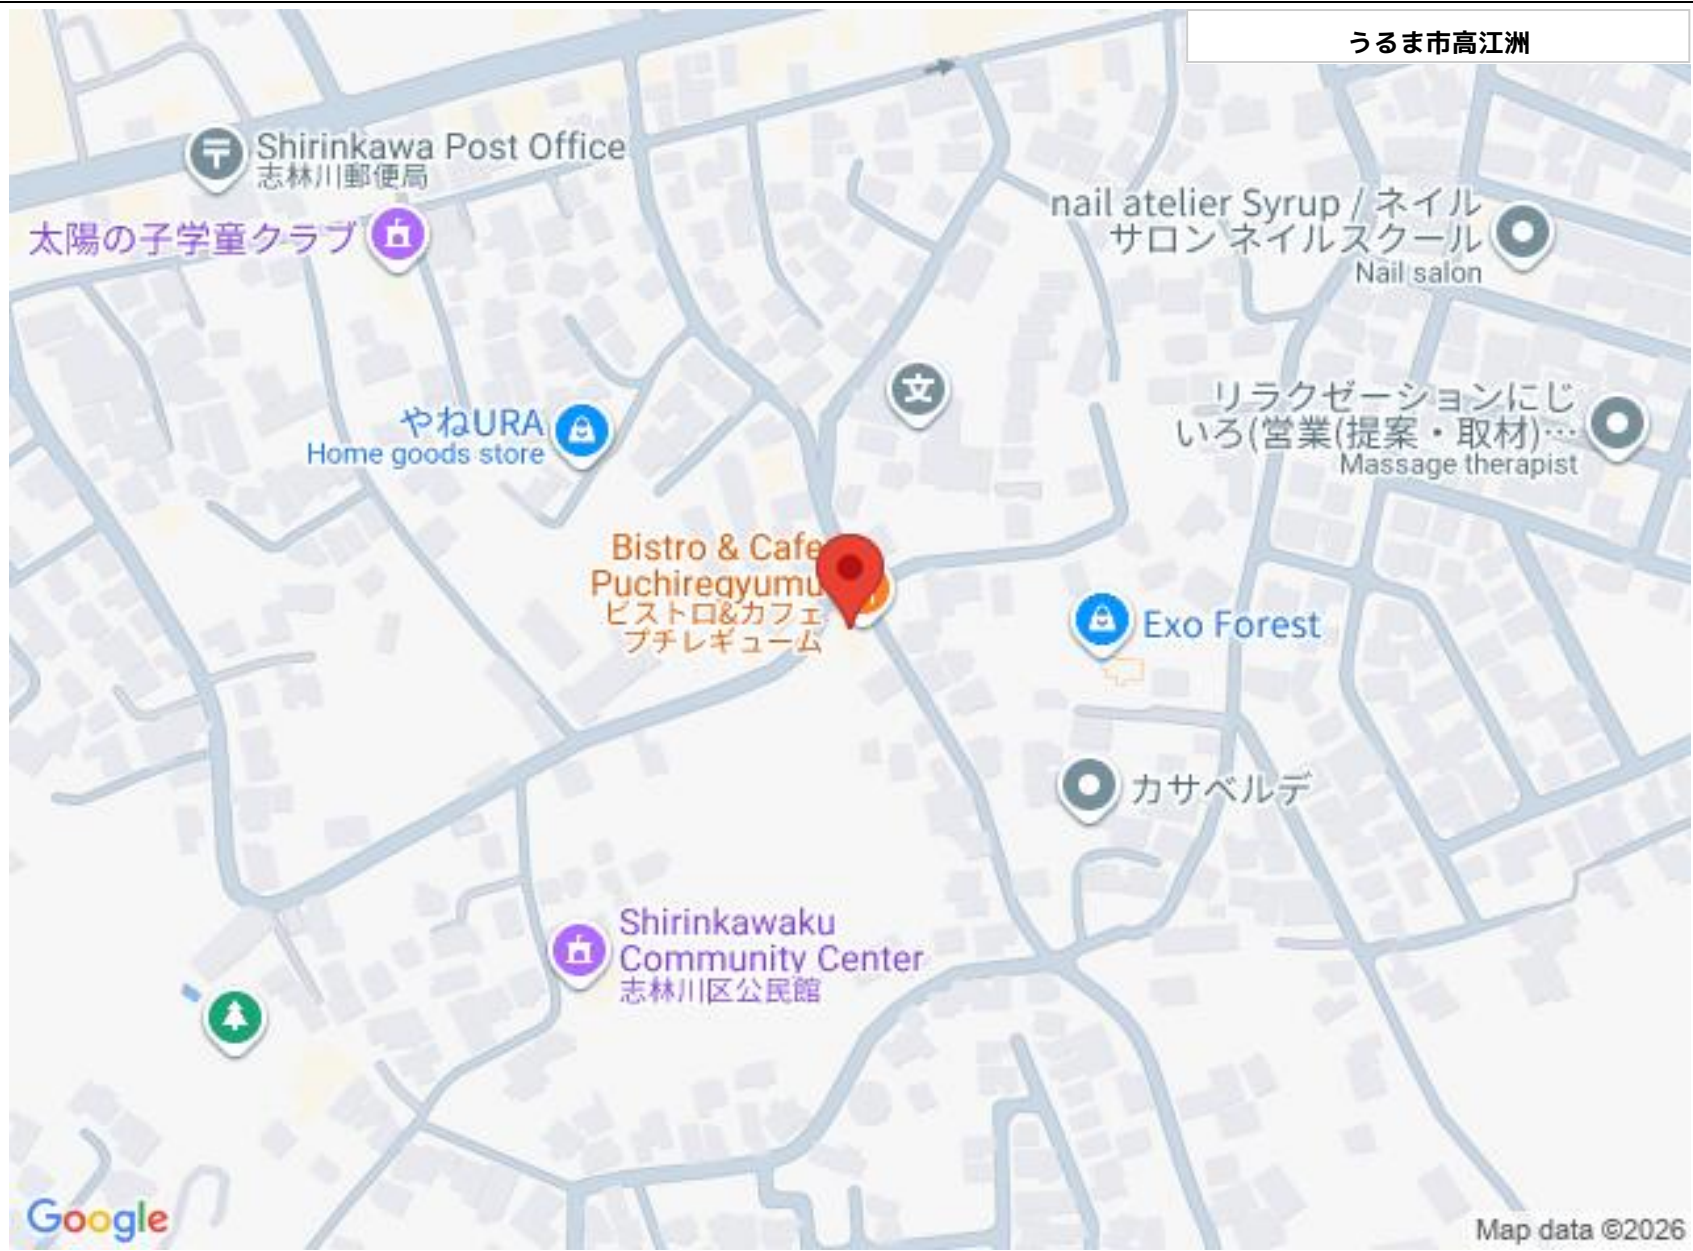 うるま市高江洲
Shirinkawa Post Office
志林川郵便局
太陽の子学童クラブ
nail atelier Syrup / ネイル
サロン ネイルスクール
Nail salon
文
やねURA
Home goods store
リラクゼーションにじ
いろ(営業(提案・取材)…
Massage therapist
Bistro & Cafe
Puchiregyumu
ビストロ&カフェ
プチレギューム
Exo Forest
カサベルデ
Shirinkawaku
Community Center
志林川区公民館
Google
Map data ©2026